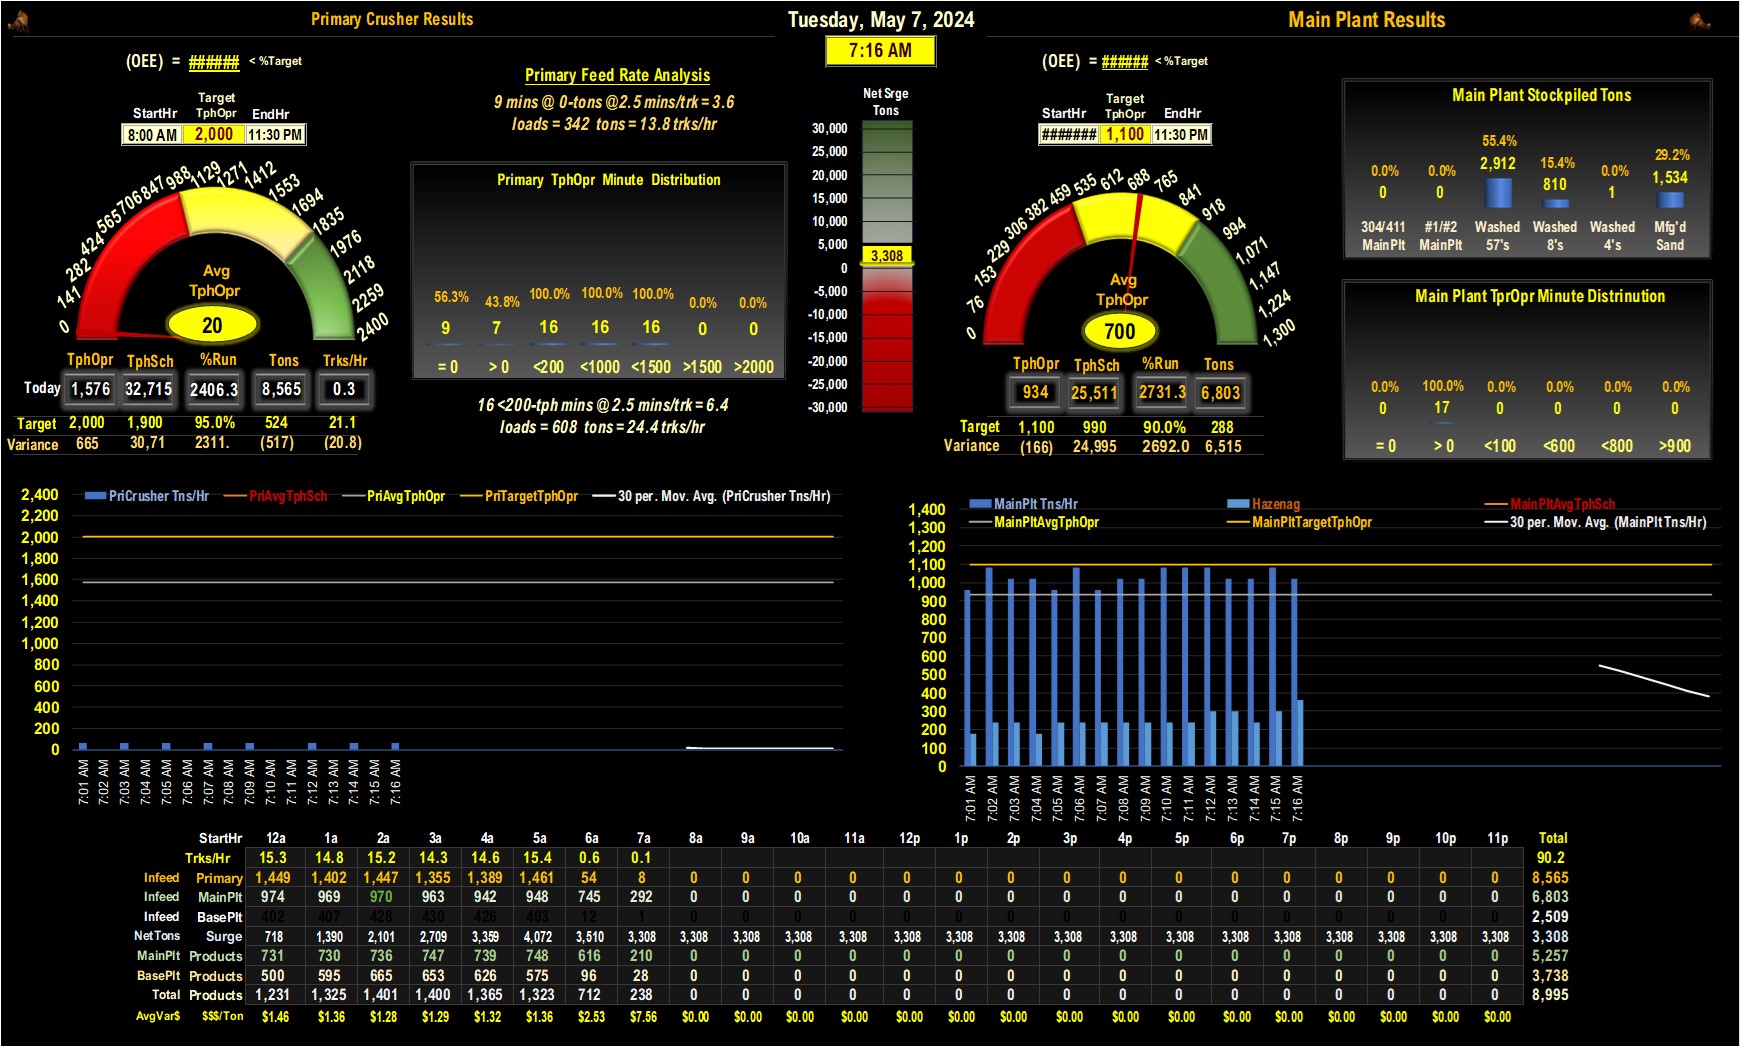 Primary Crusher Results
Tuesday, May 7, 2024
Main Plant Results
7:16 AM
(OEE) = ###### < %Target
Target
StartHr TphOpr EndHr
8:00 AM 2,000 11:30 PM
0 141 282 424 565 706 847 988 1129 1271 1412 1553 1694 1835 1976 2118 2259 2400
Avg
TphOpr
20
TphOpr TphSch %Run Tons Trks/Hr
Today 1,576 32,715 2406.3 8,565 0.3
Target 2,000 1,900 95.0% 524 21.1
Variance 665 30,71 2311. (517) (20.8)
Primary Feed Rate Analysis
9 mins @ 0-tons @2.5 mins/trk = 3.6
loads = 342 tons = 13.8 trks/hr
Primary TphOpr Minute Distribution
56.3% 43.8% 100.0% 100.0% 100.0% 0.0% 0.0%
9 7 16 16 16 0 0
= 0 > 0 <200 <1000 <1500 >1500 >2000
16 <200-tph mins @ 2.5 mins/trk = 6.4
loads = 608 tons = 24.4 trks/hr
Net Srge
Tons
30,000
25,000
20,000
15,000
10,000
5,000
3,308
0
-5,000
-10,000
-15,000
-20,000
-25,000
-30,000
(OEE) = ###### < %Target
Target
StartHr TphOpr EndHr
####### 1,100 11:30 PM
0 76 153 229 306 382 459 535 612 688 765 841 918 994 1,071 1,147 1,224 1,300
Avg
TphOpr
700
TphOpr TphSch %Run Tons
934 25,511 2731.3 6,803
Target 1,100 990 90.0% 288
Variance (166) 24,995 2692.0 6,515
Main Plant Stockpiled Tons
0.0% 0.0% 55.4% 15.4% 0.0% 29.2%
0 0 2,912 810 1 1,534
304/411 #1/#2 Washed Washed Washed Mfg'd
MainPlt MainPlt 57's 8's 4's Sand
Main Plant TprOpr Minute Distrinution
0.0% 100.0% 0.0% 0.0% 0.0% 0.0%
0 17 0 0 0 0
= 0 > 0 <100 <600 <800 >900
PriCrusher Tns/Hr PriAvgTphSch PriAvgTphOpr PriTargetTphOpr 30 per. Mov. Avg. (PriCrusher Tns/Hr)
2,400
2,200
2,000
1,800
1,600
1,400
1,200
1,000
800
600
400
200
0
7:01 AM 7:02 AM 7:03 AM 7:04 AM 7:05 AM 7:06 AM 7:07 AM 7:08 AM 7:09 AM 7:10 AM 7:11 AM 7:12 AM 7:13 AM 7:14 AM 7:15 AM 7:16 AM
MainPlt Tns/Hr Hazenag MainPltAvgTphSch
MainPltAvgTphOpr MainPltTargetTphOpr 30 per. Mov. Avg. (MainPlt Tns/Hr)
1,400
1,300
1,200
1,100
1,000
900
800
700
600
500
400
300
200
100
0
7:01 AM 7:02 AM 7:03 AM 7:04 AM 7:05 AM 7:06 AM 7:07 AM 7:08 AM 7:09 AM 7:10 AM 7:11 AM 7:12 AM 7:13 AM 7:14 AM 7:15 AM 7:16 AM
StartHr 12a 1a 2a 3a 4a 5a 6a 7a 8a 9a 10a 11a 12p 1p 2p 3p 4p 5p 6p 7p 8p 9p 10p 11p Total
Trks/Hr 15.3 14.8 15.2 14.3 14.6 15.4 0.6 0.1 90.2
Infeed Primary 1,449 1,402 1,447 1,355 1,389 1,461 54 8 0 0 0 0 0 0 0 0 0 0 0 0 0 0 0 0 8,565
Infeed MainPlt 974 969 970 963 942 948 745 292 0 0 0 0 0 0 0 0 0 0 0 0 0 0 0 0 6,803
Infeed BasePlt 402 407 428 430 426 403 12 1 0 0 0 0 0 0 0 0 0 0 0 0 0 0 0 0 2,509
NetTons Surge 718 1,390 2,101 2,709 3,359 4,072 3,510 3,308 3,308 3,308 3,308 3,308 3,308 3,308 3,308 3,308 3,308 3,308 3,308 3,308 3,308 3,308 3,308 3,308 3,308
MainPlt Products 731 730 736 747 739 748 616 210 0 0 0 0 0 0 0 0 0 0 0 0 0 0 0 0 5,257
BasePlt Products 500 595 665 653 626 575 96 28 0 0 0 0 0 0 0 0 0 0 0 0 0 0 0 0 3,738
Total Products 1,231 1,325 1,401 1,400 1,365 1,323 712 238 0 0 0 0 0 0 0 0 0 0 0 0 0 0 0 0 8,995
AvgVar$ $$$/Ton $1.46 $1.36 $1.28 $1.29 $1.32 $1.36 $2.53 $7.56 $0.00 $0.00 $0.00 $0.00 $0.00 $0.00 $0.00 $0.00 $0.00 $0.00 $0.00 $0.00 $0.00 $0.00 $0.00 $0.00